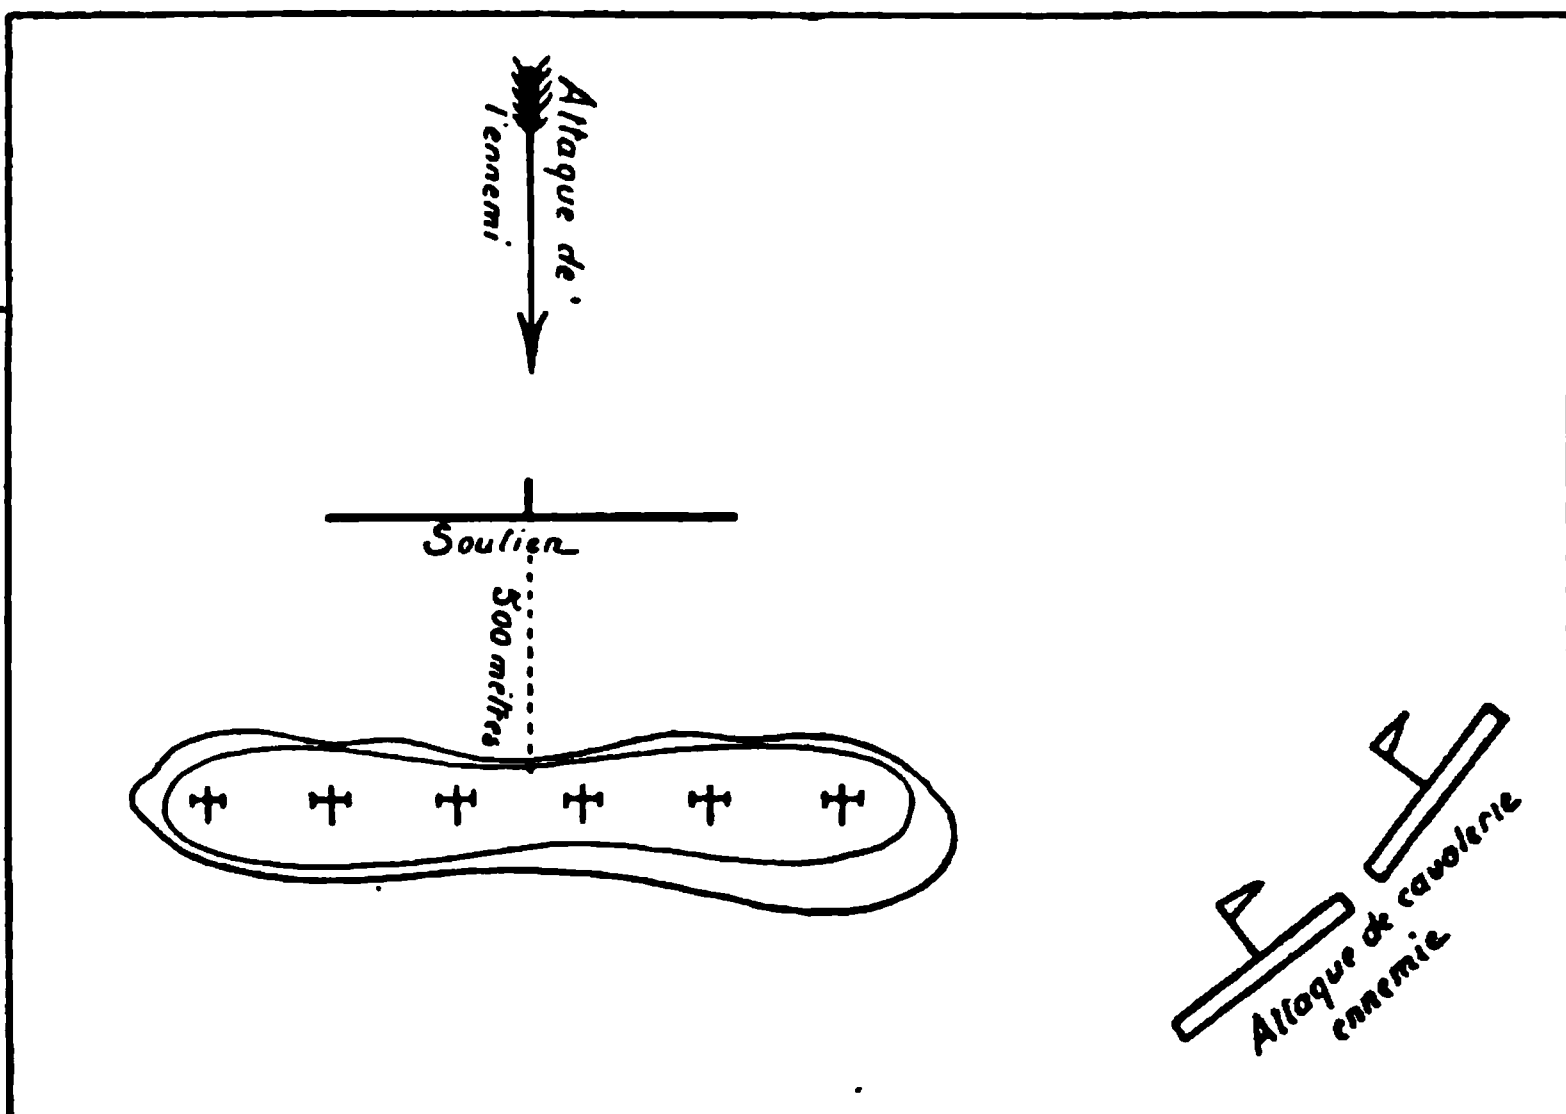 Attaque de
l'ennemi
Soutien
500 mètres
Attaque de cavalerie
ennemie